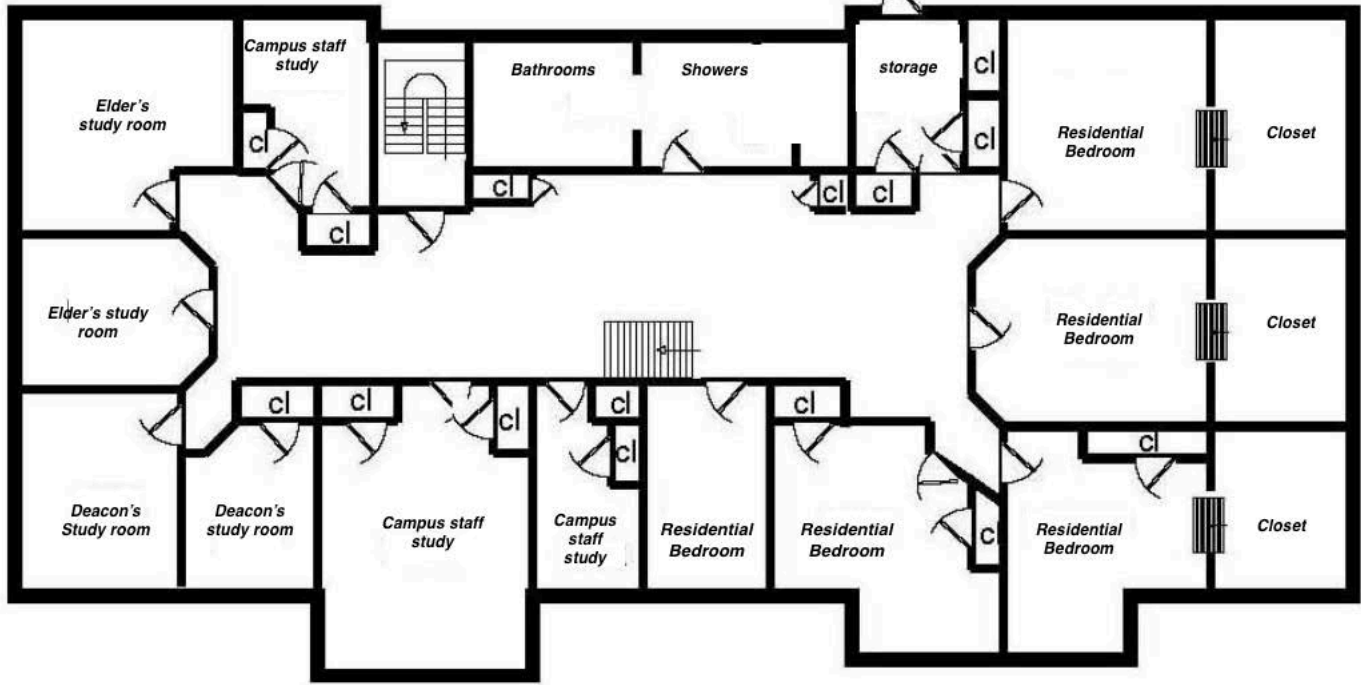 Campus staff
study
Bathrooms
Showers
storage
cl
Elder's
study room
cl
cl
Residential
Bedroom
Closet
cl
cl
cl
cl
Elder's study
room
Residential
Bedroom
Closet
cl
cl
cl
cl
cl
cl
cl
cl
Deacon's
Study room
Deacon's
study room
Campus staff
study
Campus
staff
study
Residential
Bedroom
Residential
Bedroom
cl
Residential
Bedroom
Closet